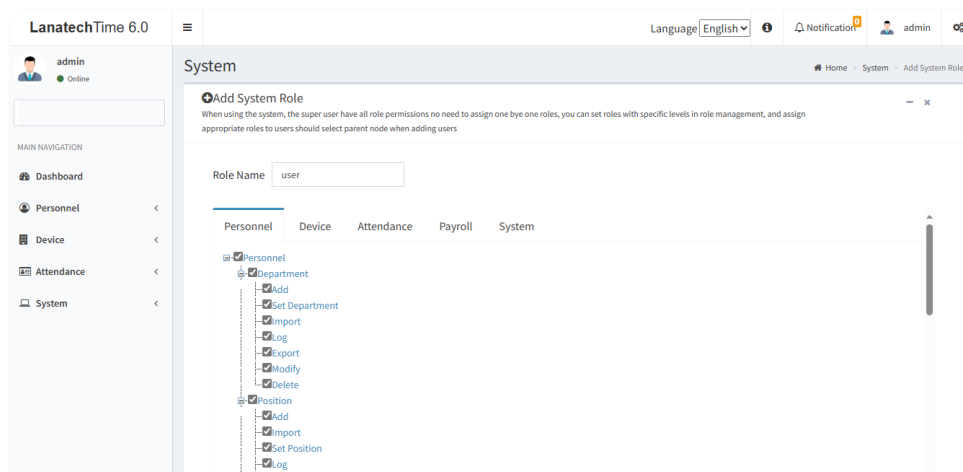 LanatechTime 6.0
Language English
Notification 0
admin
admin
Online
System
Home > System > Add System Role
Add System Role
When using the system, the super user have all role permissions no need to assign one bye one roles, you can set roles with specific levels in role management, and assign
appropriate roles to users should select parent node when adding users
MAIN NAVIGATION
Dashboard
Personnel
Device
Attendance
System
Role Name user
Personnel Device Attendance Payroll System
Personnel
Department
Add
Set Department
Import
Log
Export
Modify
Delete
Position
Add
Import
Set Position
Log